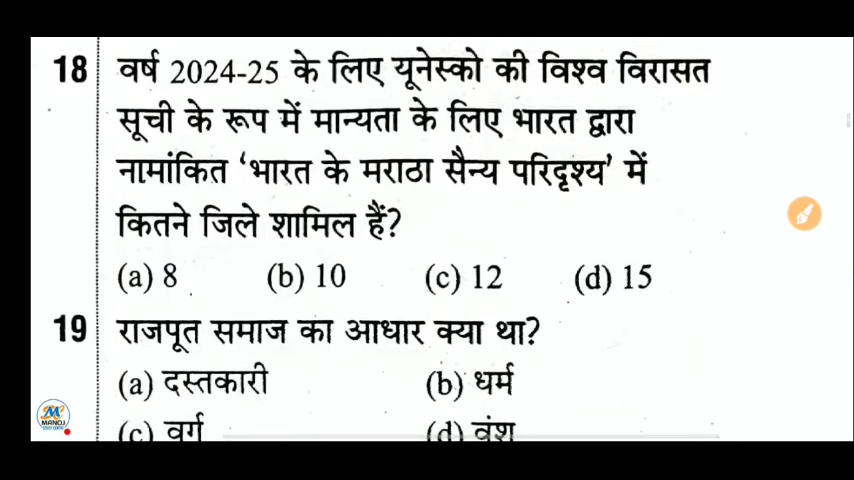 18 वर्ष 2024-25 के लिए यूनेस्को की विश्व विरासत
सूची के रूप में मान्यता के लिए भारत द्वारा
नामांकित ‘भारत के मराठा सैन्य परिदृश्य’ में
कितने जिले शामिल हैं?
(a) 8 (b) 10 (c) 12 (d) 15
19 राजपूत समाज का आधार क्या था?
(a) दस्तकारी (b) धर्म
(c) वर्ग (d) वंश
MANOJ